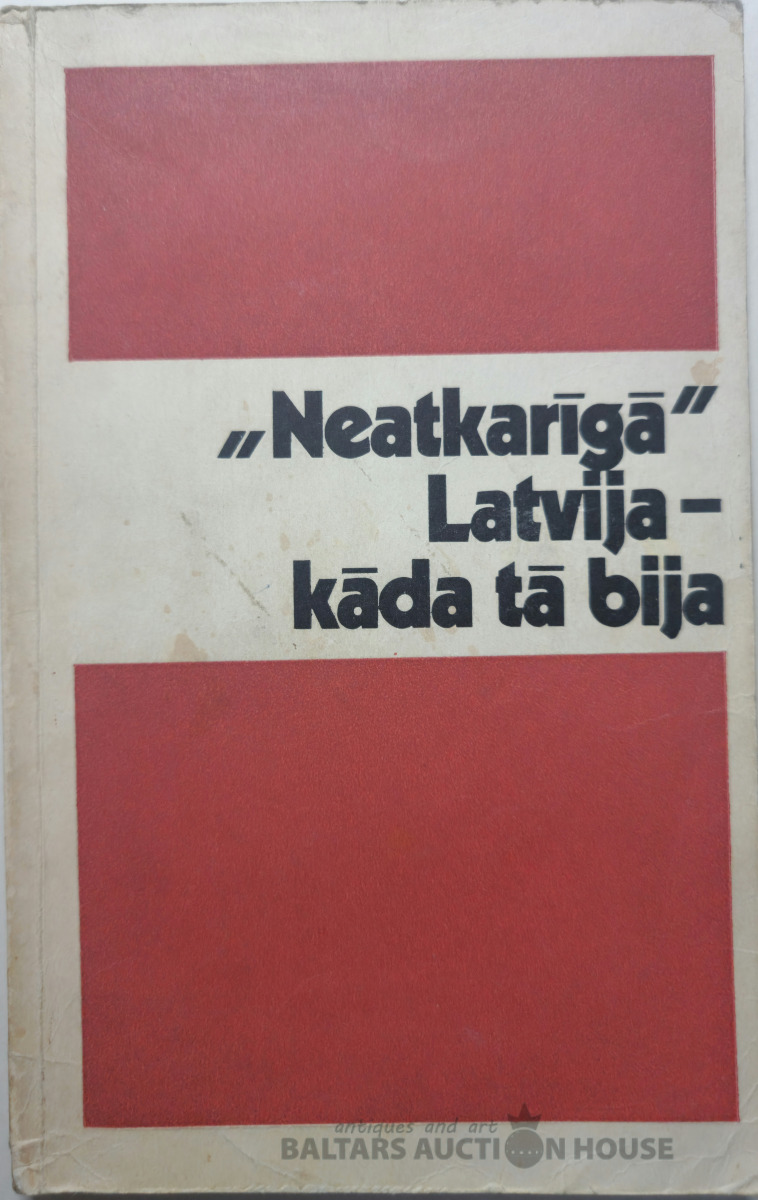 „Neatkarīgā”
Latvija –
kāda tā bija
antiques and art
BALTARS AUCTION HOUSE